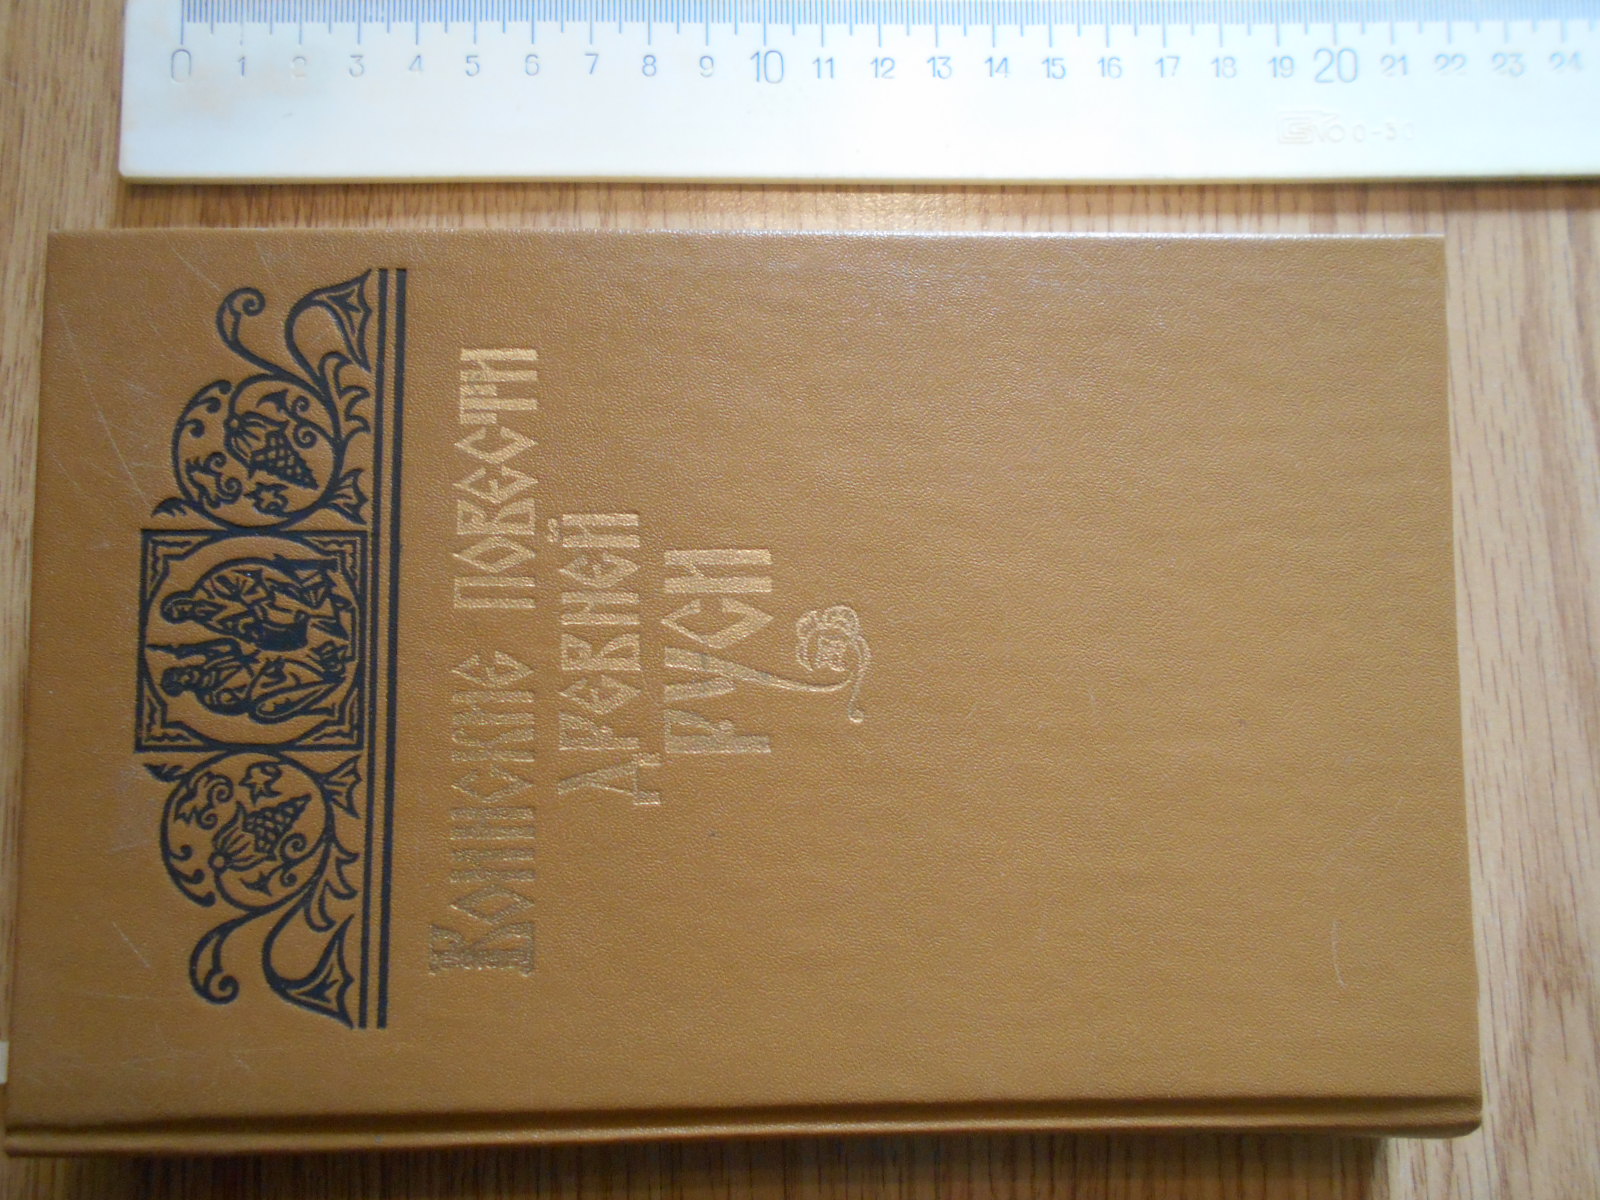 0 1 2 3 4 5 6 7 8 9 10 11 12 13 14 15 16 17 18 19 20 21 22 23 24
Воинские повести
древней
Руси